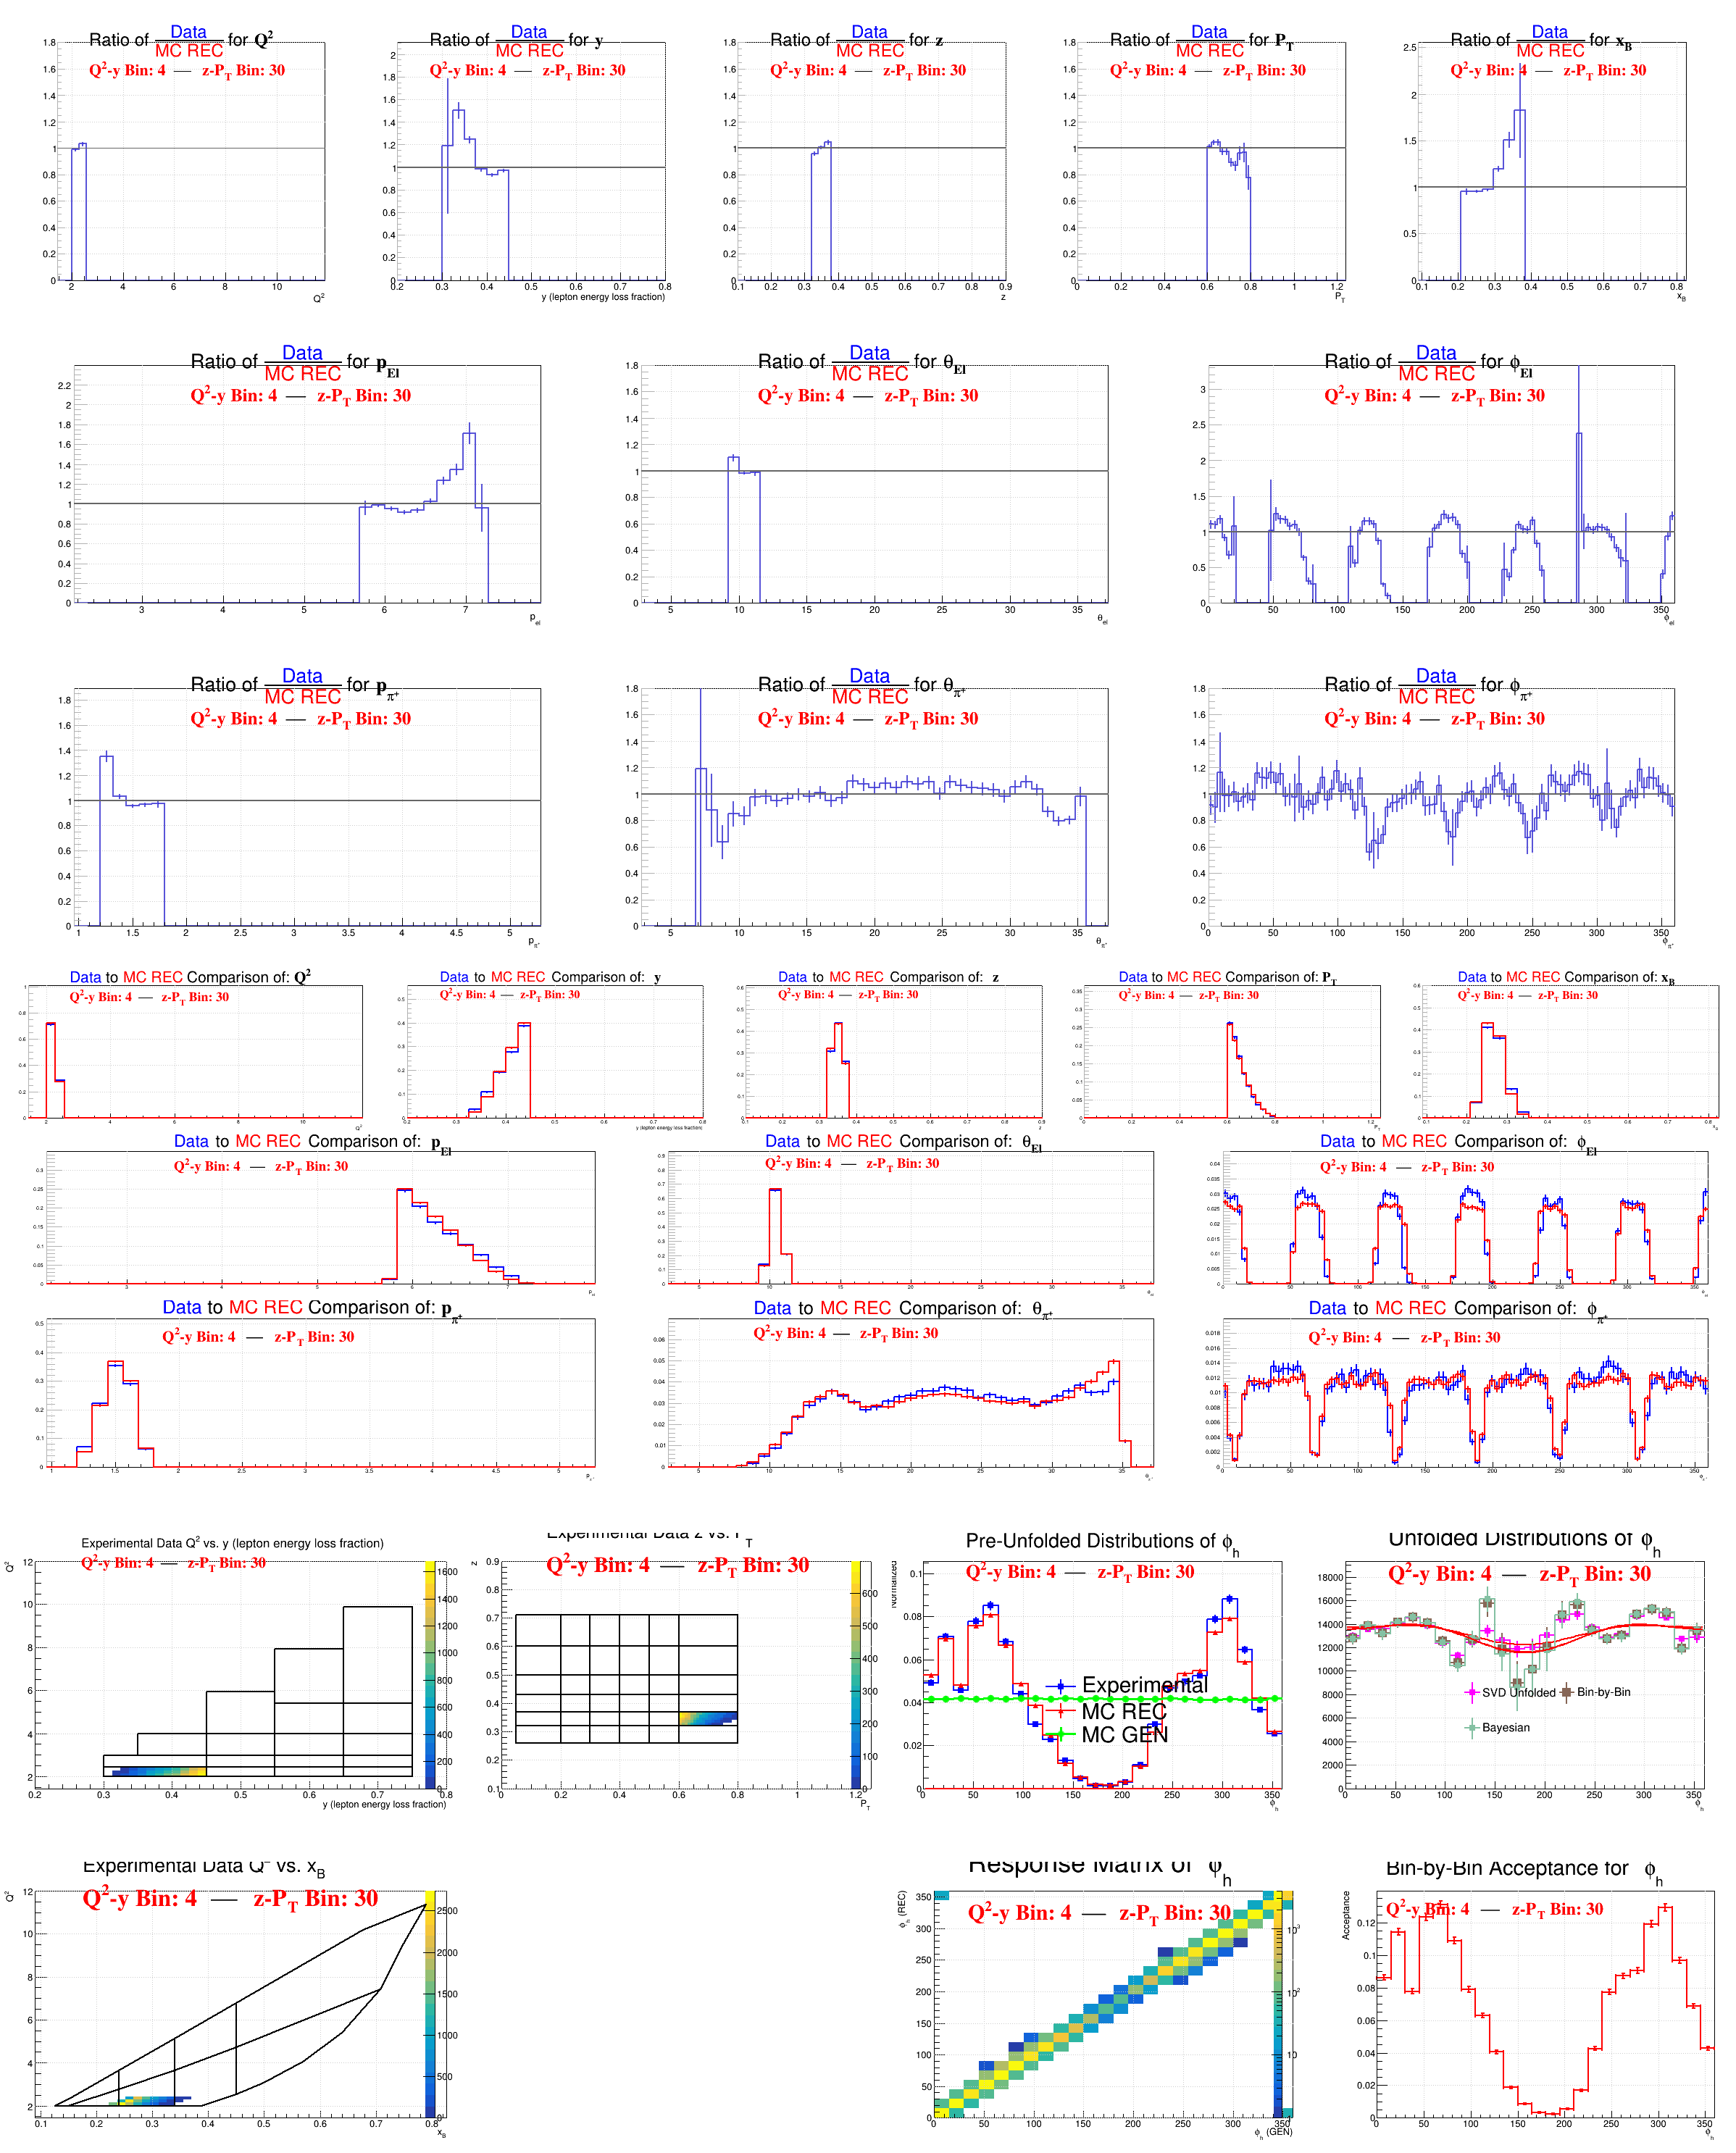 Ratio of Data / MC REC for Q²
Q²-y Bin: 4 — z-P_T Bin: 30
Q²
Ratio of Data / MC REC for y
Q²-y Bin: 4 — z-P_T Bin: 30
y (lepton energy loss fraction)
Ratio of Data / MC REC for z
Q²-y Bin: 4 — z-P_T Bin: 30
z
Ratio of Data / MC REC for P_T
Q²-y Bin: 4 — z-P_T Bin: 30
P_T
Ratio of Data / MC REC for x_B
Q²-y Bin: 4 — z-P_T Bin: 30
x_B
Ratio of Data / MC REC for p_El
Q²-y Bin: 4 — z-P_T Bin: 30
p_el
Ratio of Data / MC REC for θ_El
Q²-y Bin: 4 — z-P_T Bin: 30
θ_el
Ratio of Data / MC REC for ϕ_El
Q²-y Bin: 4 — z-P_T Bin: 30
ϕ_el
Ratio of Data / MC REC for p_π⁺
Q²-y Bin: 4 — z-P_T Bin: 30
p_π⁺
Ratio of Data / MC REC for θ_π⁺
Q²-y Bin: 4 — z-P_T Bin: 30
θ_π⁺
Ratio of Data / MC REC for ϕ_π⁺
Q²-y Bin: 4 — z-P_T Bin: 30
ϕ_π⁺
Data to MC REC Comparison of: Q²
Q²-y Bin: 4 — z-P_T Bin: 30
Data to MC REC Comparison of: y
Q²-y Bin: 4 — z-P_T Bin: 30
y (lepton energy loss fraction)
Data to MC REC Comparison of: z
Q²-y Bin: 4 — z-P_T Bin: 30
Data to MC REC Comparison of: P_T
Q²-y Bin: 4 — z-P_T Bin: 30
Data to MC REC Comparison of: x_B
Q²-y Bin: 4 — z-P_T Bin: 30
Data to MC REC Comparison of: p_El
Q²-y Bin: 4 — z-P_T Bin: 30
Data to MC REC Comparison of: θ_El
Q²-y Bin: 4 — z-P_T Bin: 30
Data to MC REC Comparison of: ϕ_El
Q²-y Bin: 4 — z-P_T Bin: 30
Data to MC REC Comparison of: p_π⁺
Q²-y Bin: 4 — z-P_T Bin: 30
Data to MC REC Comparison of: θ_π⁺
Q²-y Bin: 4 — z-P_T Bin: 30
Data to MC REC Comparison of: ϕ_π⁺
Q²-y Bin: 4 — z-P_T Bin: 30
Experimental Data Q² vs. y (lepton energy loss fraction)
Q²-y Bin: 4 — z-P_T Bin: 30
Q²
y (lepton energy loss fraction)
Experimental Data z vs. P_T
Q²-y Bin: 4 — z-P_T Bin: 30
z
P_T
Pre-Unfolded Distributions of ϕ_h
Q²-y Bin: 4 — z-P_T Bin: 30
Normalized
Experimental
MC REC
MC GEN
ϕ_h
Unfolded Distributions of ϕ_h
Q²-y Bin: 4 — z-P_T Bin: 30
SVD Unfolded
Bin-by-Bin
Bayesian
ϕ_h
Experimental Data Q² vs. x_B
Q²-y Bin: 4 — z-P_T Bin: 30
Q²
x_B
Response Matrix of ϕ_h
Q²-y Bin: 4 — z-P_T Bin: 30
ϕ_h (REC)
ϕ_h (GEN)
Bin-by-Bin Acceptance for ϕ_h
Q²-y Bin: 4 — z-P_T Bin: 30
Acceptance
ϕ_h